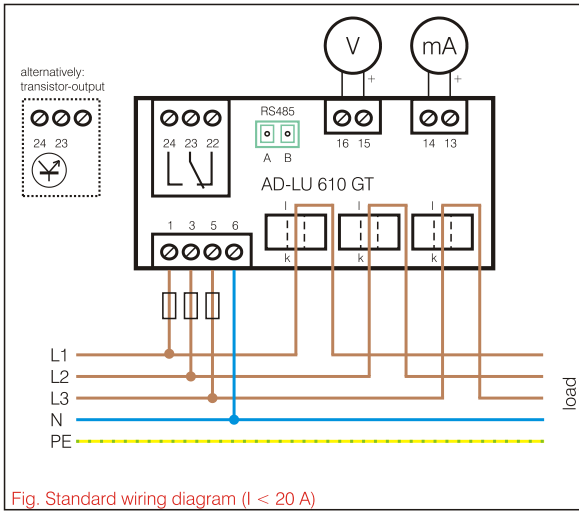 V
mA
alternatively:
transistor-output
24 23
+
+
RS485
16 15
14 13
24 23 22
A B
AD-LU 610 GT
1 3 5 6
l l l
k k k
L1
L2
L3
N
PE
load
Fig. Standard wiring diagram (I < 20 A)